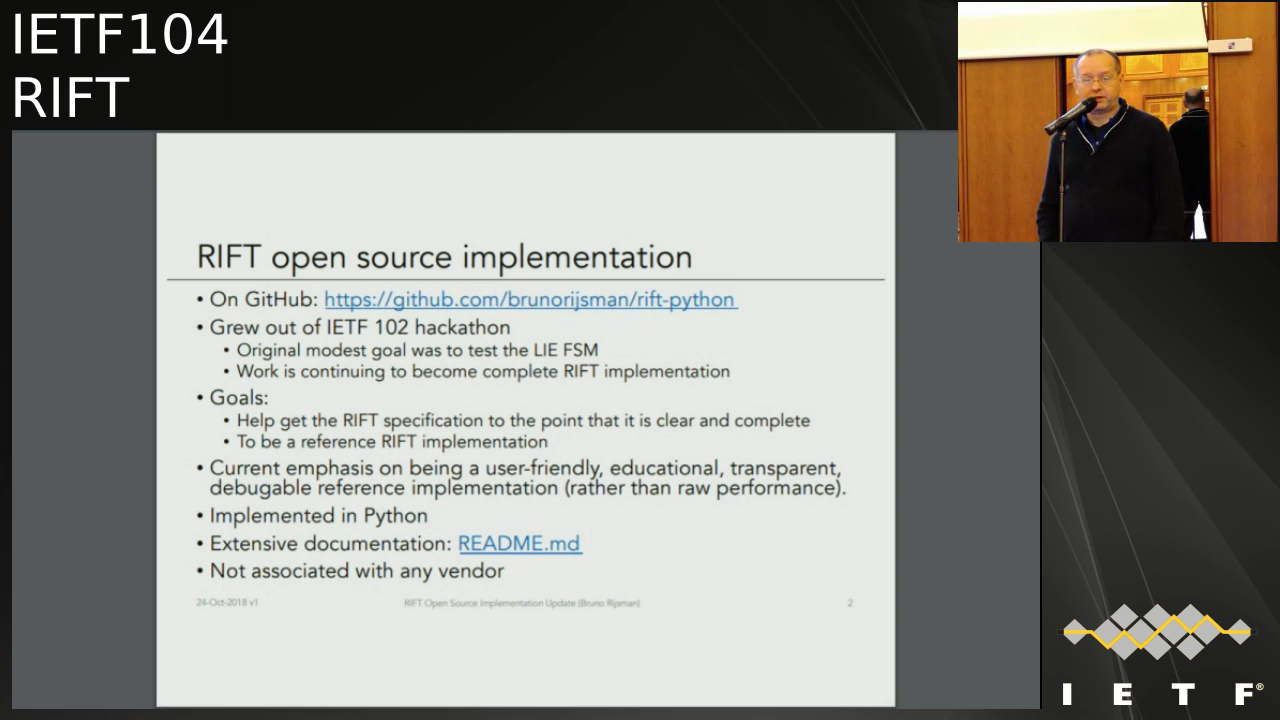 IETF104
RIFT
RIFT open source implementation
• On GitHub: https://github.com/brunorijsman/rift-python
• Grew out of IETF 102 hackathon
• Original modest goal was to test the LIE FSM
• Work is continuing to become complete RIFT implementation
• Goals:
• Help get the RIFT specification to the point that it is clear and complete
• To be a reference RIFT implementation
• Current emphasis on being a user-friendly, educational, transparent,
debugable reference implementation (rather than raw performance).
• Implemented in Python
• Extensive documentation: README.md
• Not associated with any vendor
24-Oct-2018 v1 RIFT Open Source Implementation Update (Bruno Rijsman) 2
I E T F®